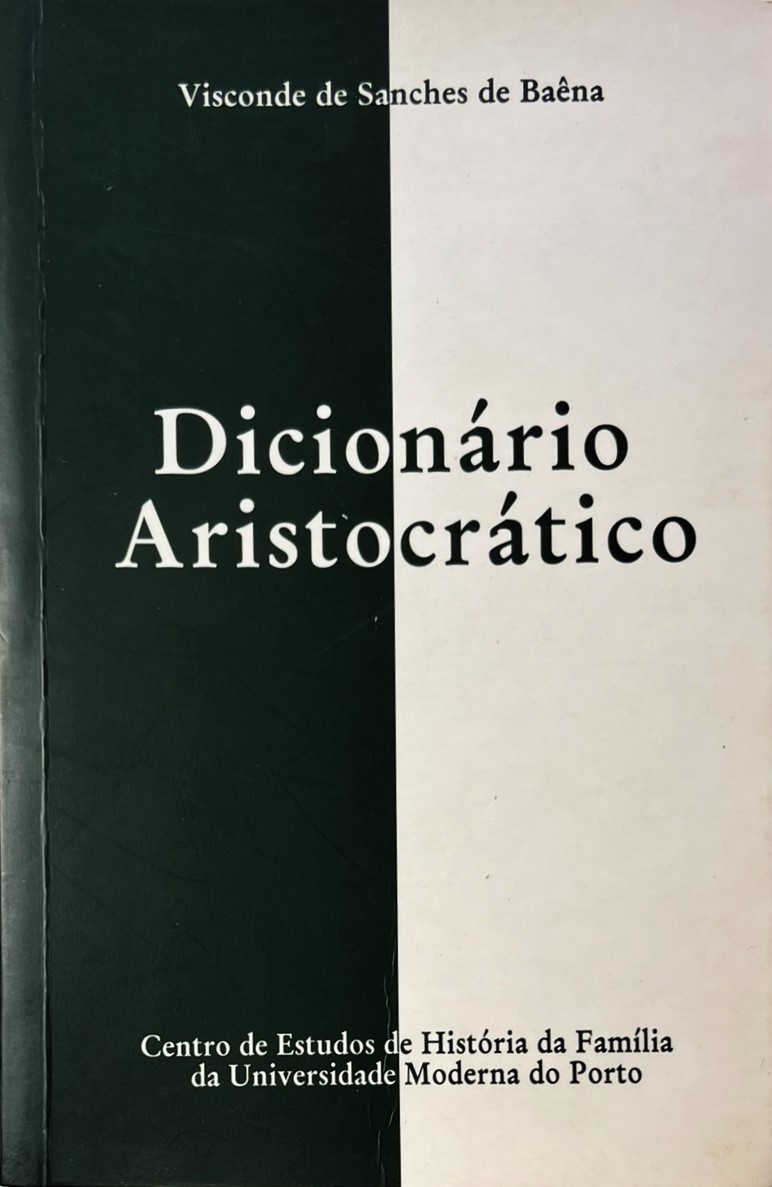 Visconde de Sanches de Baêna
Dicionário
Aristocrático
Centro de Estudos de História da Família
da Universidade Moderna do Porto